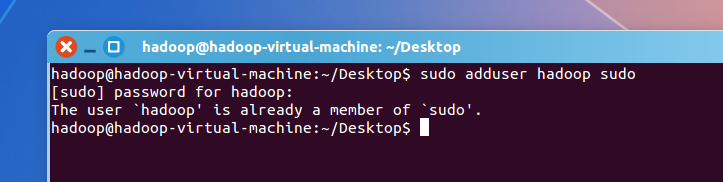 hadoop@hadoop-virtual-machine: ~/Desktop
hadoop@hadoop-virtual-machine:~/Desktop$ sudo adduser hadoop sudo
[sudo] password for hadoop:
The user `hadoop' is already a member of `sudo'.
hadoop@hadoop-virtual-machine:~/Desktop$